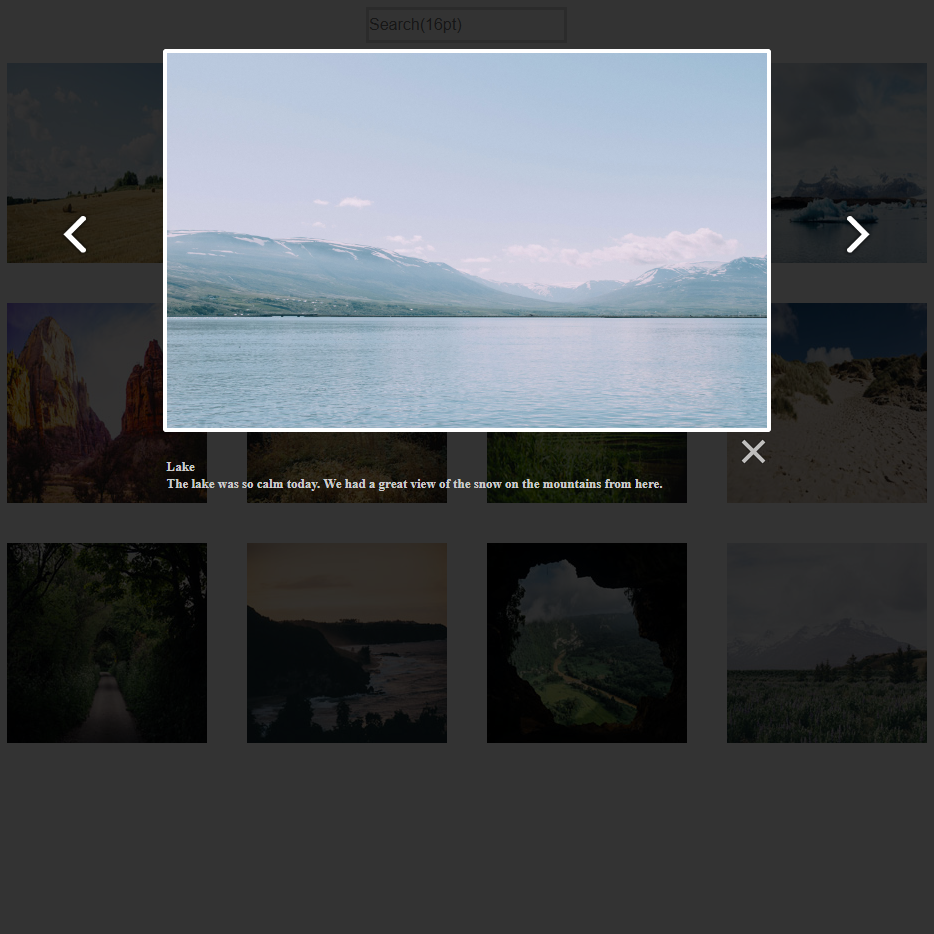 Search(16pt)
Lake
The lake was so calm today. We had a great view of the snow on the mountains from here.